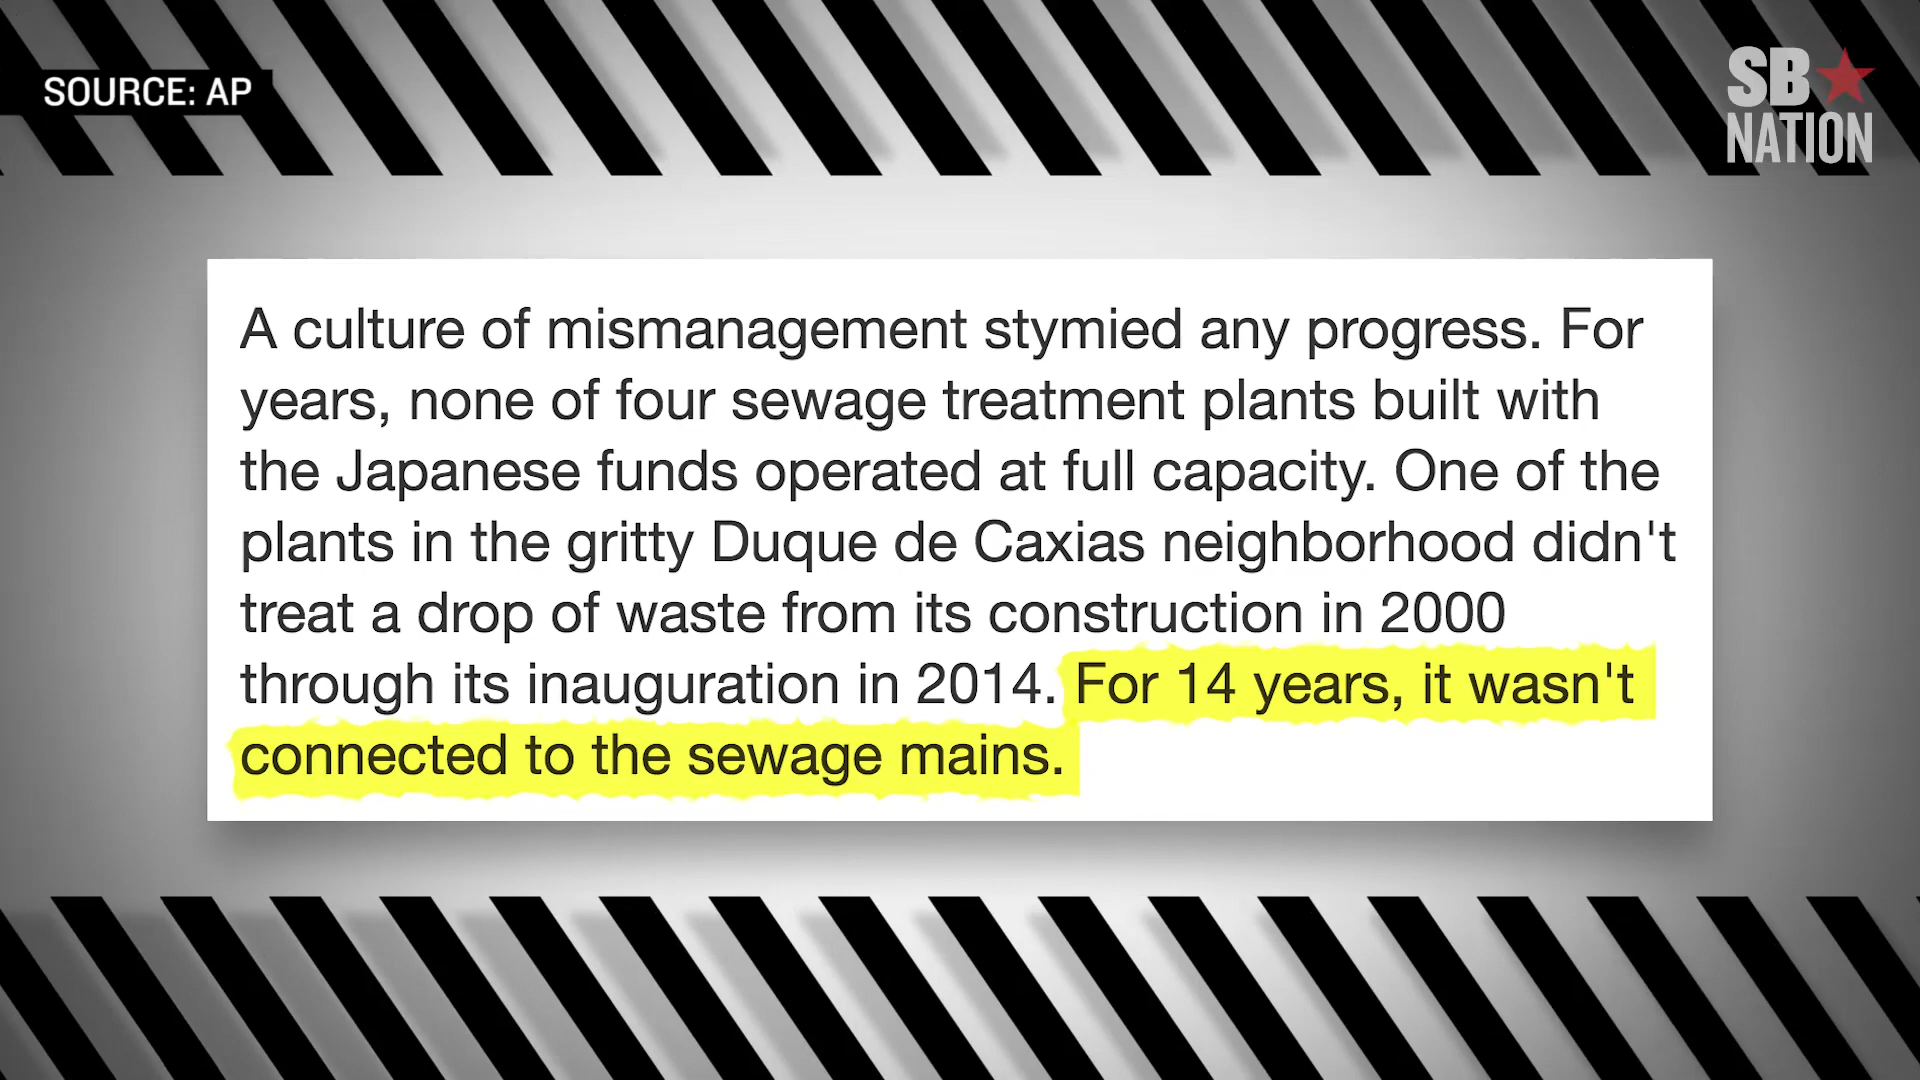 SOURCE: AP
SB
NATION
A culture of mismanagement stymied any progress. For
years, none of four sewage treatment plants built with
the Japanese funds operated at full capacity. One of the
plants in the gritty Duque de Caxias neighborhood didn't
treat a drop of waste from its construction in 2000
through its inauguration in 2014. For 14 years, it wasn't
connected to the sewage mains.